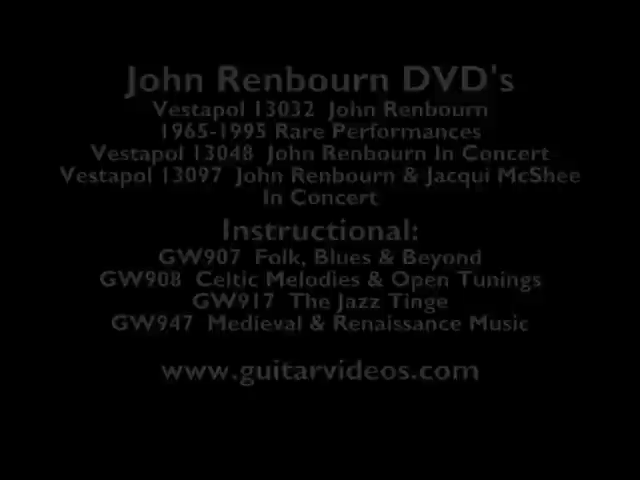 John Renbourn DVD's
Vestapol 13032  John Renbourn
1965-1995 Rare Performances
Vestapol 13048  John Renbourn In Concert
Vestapol 13097  John Renbourn & Jacqui McShee
In Concert
Instructional:
GW907  Folk, Blues & Beyond
GW908  Celtic Melodies & Open Tunings
GW917  The Jazz Tinge
GW947  Medieval & Renaissance Music
www.guitarvideos.com